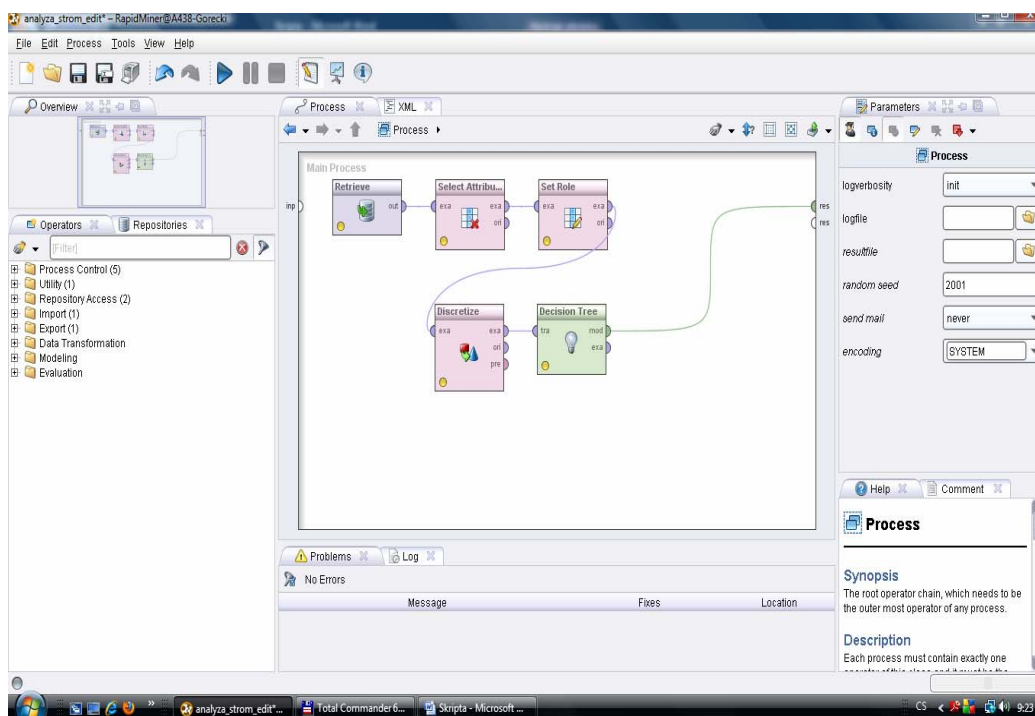 analyza_strom_edit* – RapidMiner@A438-Gorecki
File Edit Process Tools View Help
Overview
Process
XML
Parameters
Process
Process
Main Process
Retrieve
Select Attribu...
Set Role
inp
out
exa
exa
ori
exa
exa
ori
res
res
Discretize
Decision Tree
exa
exa
ori
pre
tra
mod
exa
logverbosity
init
logfile
resultfile
random seed
2001
send mail
never
encoding
SYSTEM
Operators
Repositories
[Filter]
Process Control (5)
Utility (1)
Repository Access (2)
Import (1)
Export (1)
Data Transformation
Modeling
Evaluation
Problems
Log
No Errors
Message
Fixes
Location
Help
Comment
Process
Synopsis
The root operator chain, which needs to be
the outer most operator of any process.
Description
Each process must contain exactly one
analyza_strom_edit*...
Total Commander 6...
Skripta - Microsoft ...
CS
9:23